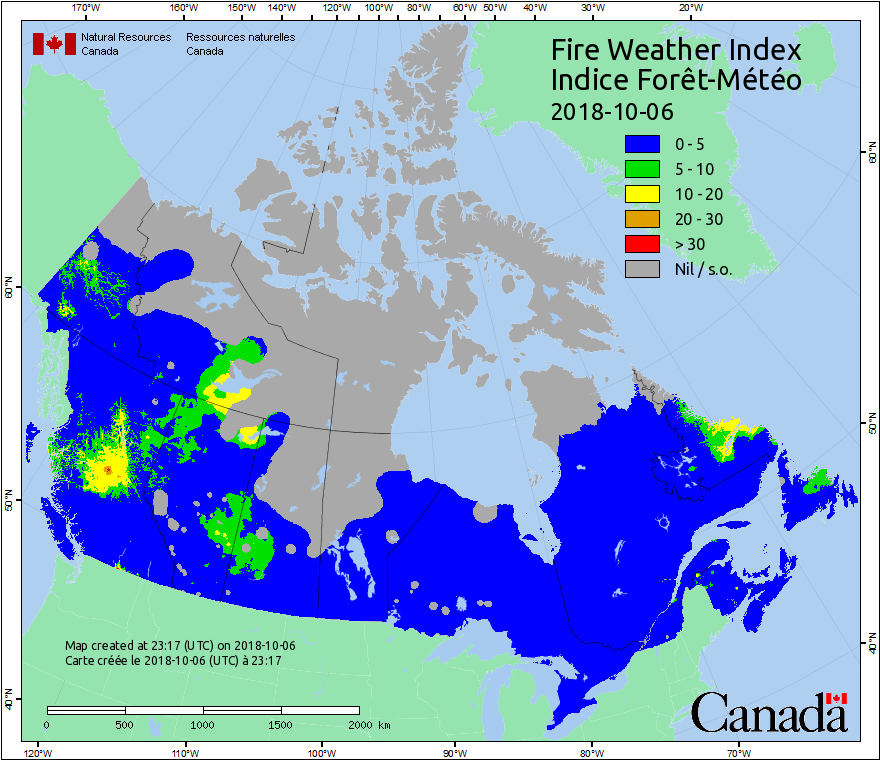 170°W 160°W 150°W 140°W 120°W 100°W 80°W 60°W 50°W 40°W 30°W 20°W
Natural Resources Ressources naturelles
Canada Canada
Fire Weather Index
Indice Forêt-Météo
2018-10-06
0 - 5
5 - 10
10 - 20
20 - 30
> 30
Nil / s.o.
60°N
60°N
50°N
50°N
40°N
40°N
Map created at 23:17 (UTC) on 2018-10-06
Carte créée le 2018-10-06 (UTC) à 23:17
0 500 1000 1500 2000 km
Canada
120°W 110°W 100°W 90°W 80°W 70°W